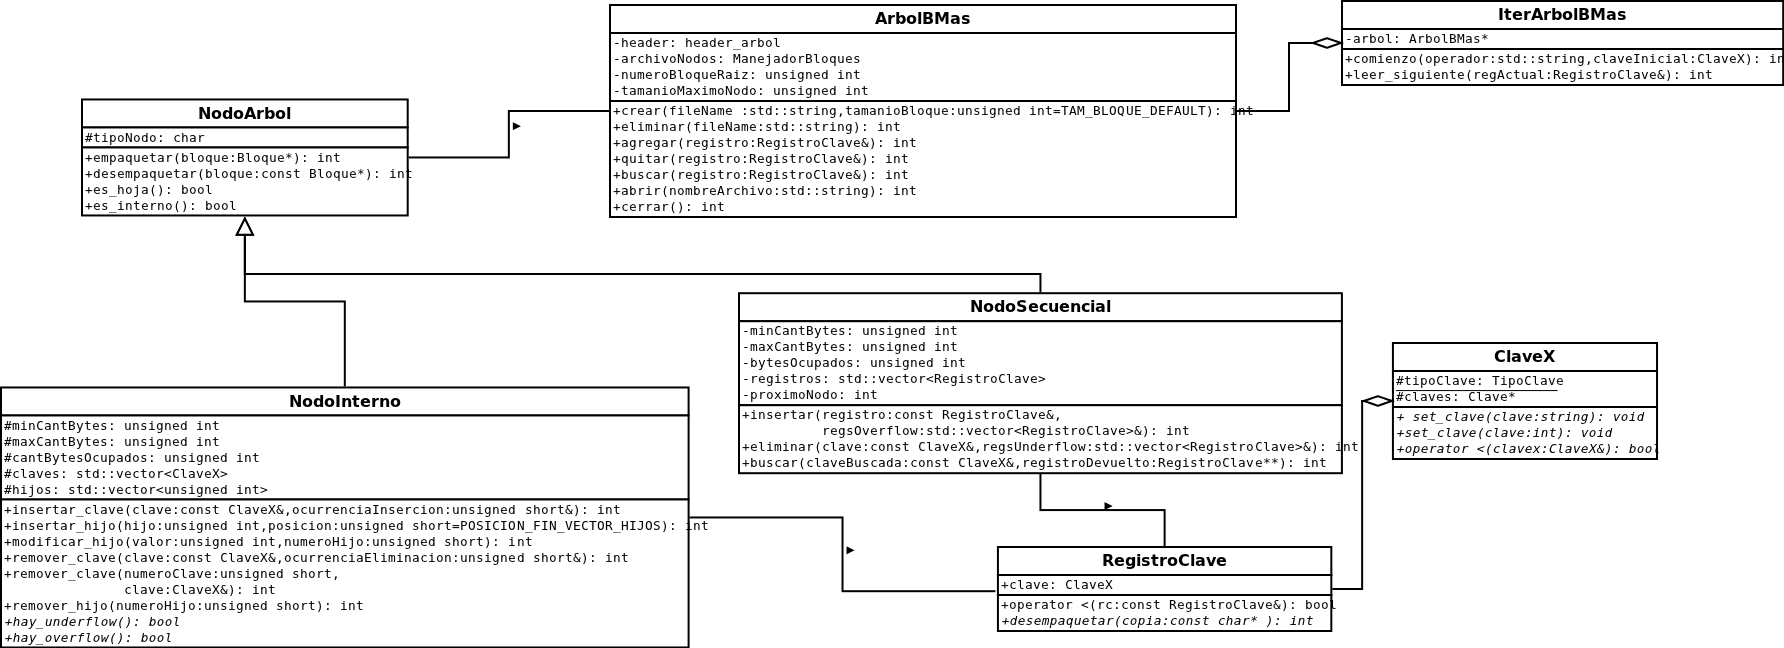 ArbolBMas
-header: header_arbol
-archivoNodos: ManejadorBloques
-numeroBloqueRaiz: unsigned int
-tamanioMaximoNodo: unsigned int
+crear(fileName :std::string,tamanioBloque:unsigned int=TAM_BLOQUE_DEFAULT): int
+eliminar(fileName:std::string): int
+agregar(registro:RegistroClave&): int
+quitar(registro:RegistroClave&): int
+buscar(registro:RegistroClave&): int
+abrir(nombreArchivo:std::string): int
+cerrar(): int
IterArbolBMas
-arbol: ArbolBMas*
+comienzo(operador:std::string,claveInicial:ClaveX): in
+leer_siguiente(regActual:RegistroClave&): int
NodoArbol
#tipoNodo: char
+empaquetar(bloque:Bloque*): int
+desempaquetar(bloque:const Bloque*): int
+es_hoja(): bool
+es_interno(): bool
NodoSecuencial
-minCantBytes: unsigned int
-maxCantBytes: unsigned int
-bytesOcupados: unsigned int
-registros: std::vector<RegistroClave>
-proximoNodo: int
+insertar(registro:const RegistroClave&,
regsOverflow:std::vector<RegistroClave>&): int
+eliminar(clave:const ClaveX&,regsUnderflow:std::vector<RegistroClave>&): int
+buscar(claveBuscada:const ClaveX&,registroDevuelto:RegistroClave**): int
ClaveX
#tipoClave: TipoClave
#claves: Clave*
+ set_clave(clave:string): void
+set_clave(clave:int): void
+operator <(clavex:ClaveX&): bool
NodoInterno
#minCantBytes: unsigned int
#maxCantBytes: unsigned int
#cantBytesOcupados: unsigned int
#claves: std::vector<ClaveX>
#hijos: std::vector<unsigned int>
+insertar_clave(clave:const ClaveX&,ocurrenciaInsercion:unsigned short&): int
+insertar_hijo(hijo:unsigned int,posicion:unsigned short=POSICION_FIN_VECTOR_HIJOS): int
+modificar_hijo(valor:unsigned int,numeroHijo:unsigned short): int
+remover_clave(clave:const ClaveX&,ocurrenciaEliminacion:unsigned short&): int
+remover_clave(numeroClave:unsigned short,
clave:ClaveX&): int
+remover_hijo(numeroHijo:unsigned short): int
+hay_underflow(): bool
+hay_overflow(): bool
RegistroClave
+clave: ClaveX
+operator <(rc:const RegistroClave&): bool
+desempaquetar(copia:const char* ): int